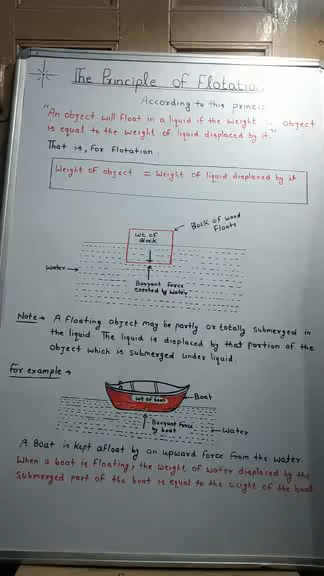 The Principle of Flotation
According to this princi
"An object will float in a liquid if the weight object
is equal to the weight of liquid displaced by it."
That is, for Flotation :
Weight of object = Weight of liquid displaced by it
Wt of
Block
Bock of wood
Floats
Water
Buoyant Force
exerted by water
Note → A Floating object may be partly or totally submerged in
the liquid. The liquid is displaced by that portion of the
object which is submerged under liquid.
For example →
Wt of boat
Boat
Buoyant Force
by boat
Water
A Boat is kept afloat by an upward force from the water.
When a boat is floating, the weight of water displaced by the
submerged part of the boat is equal to the weight of the boat